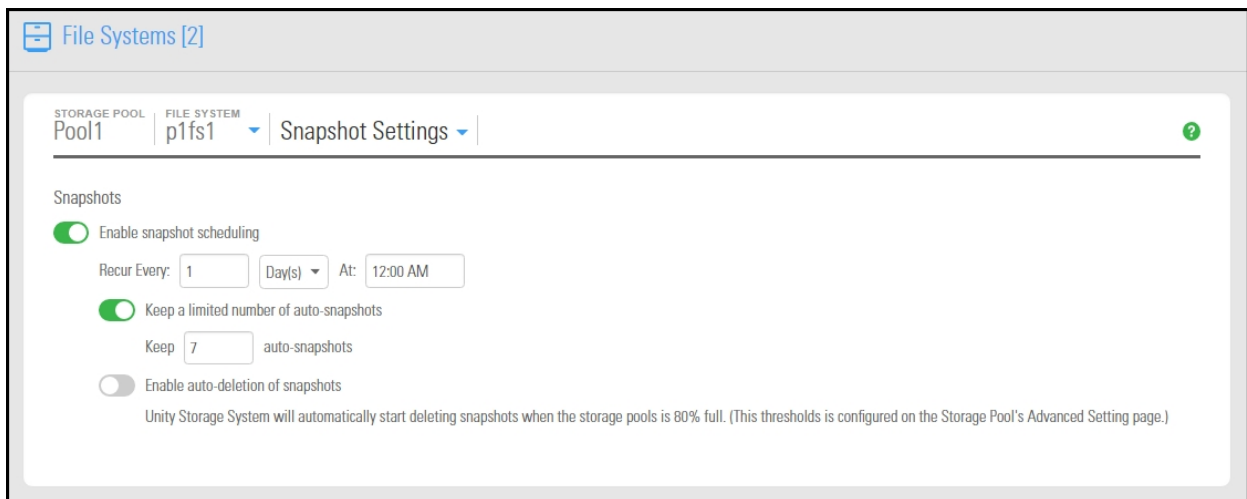 File Systems [2]
STORAGE POOL FILE SYSTEM
Pool1 p1fs1 Snapshot Settings
?
Snapshots
Enable snapshot scheduling
Recur Every: 1 Day(s) At: 12:00 AM
Keep a limited number of auto-snapshots
Keep 7 auto-snapshots
Enable auto-deletion of snapshots
Unity Storage System will automatically start deleting snapshots when the storage pools is 80% full. (This thresholds is configured on the Storage Pool's Advanced Setting page.)